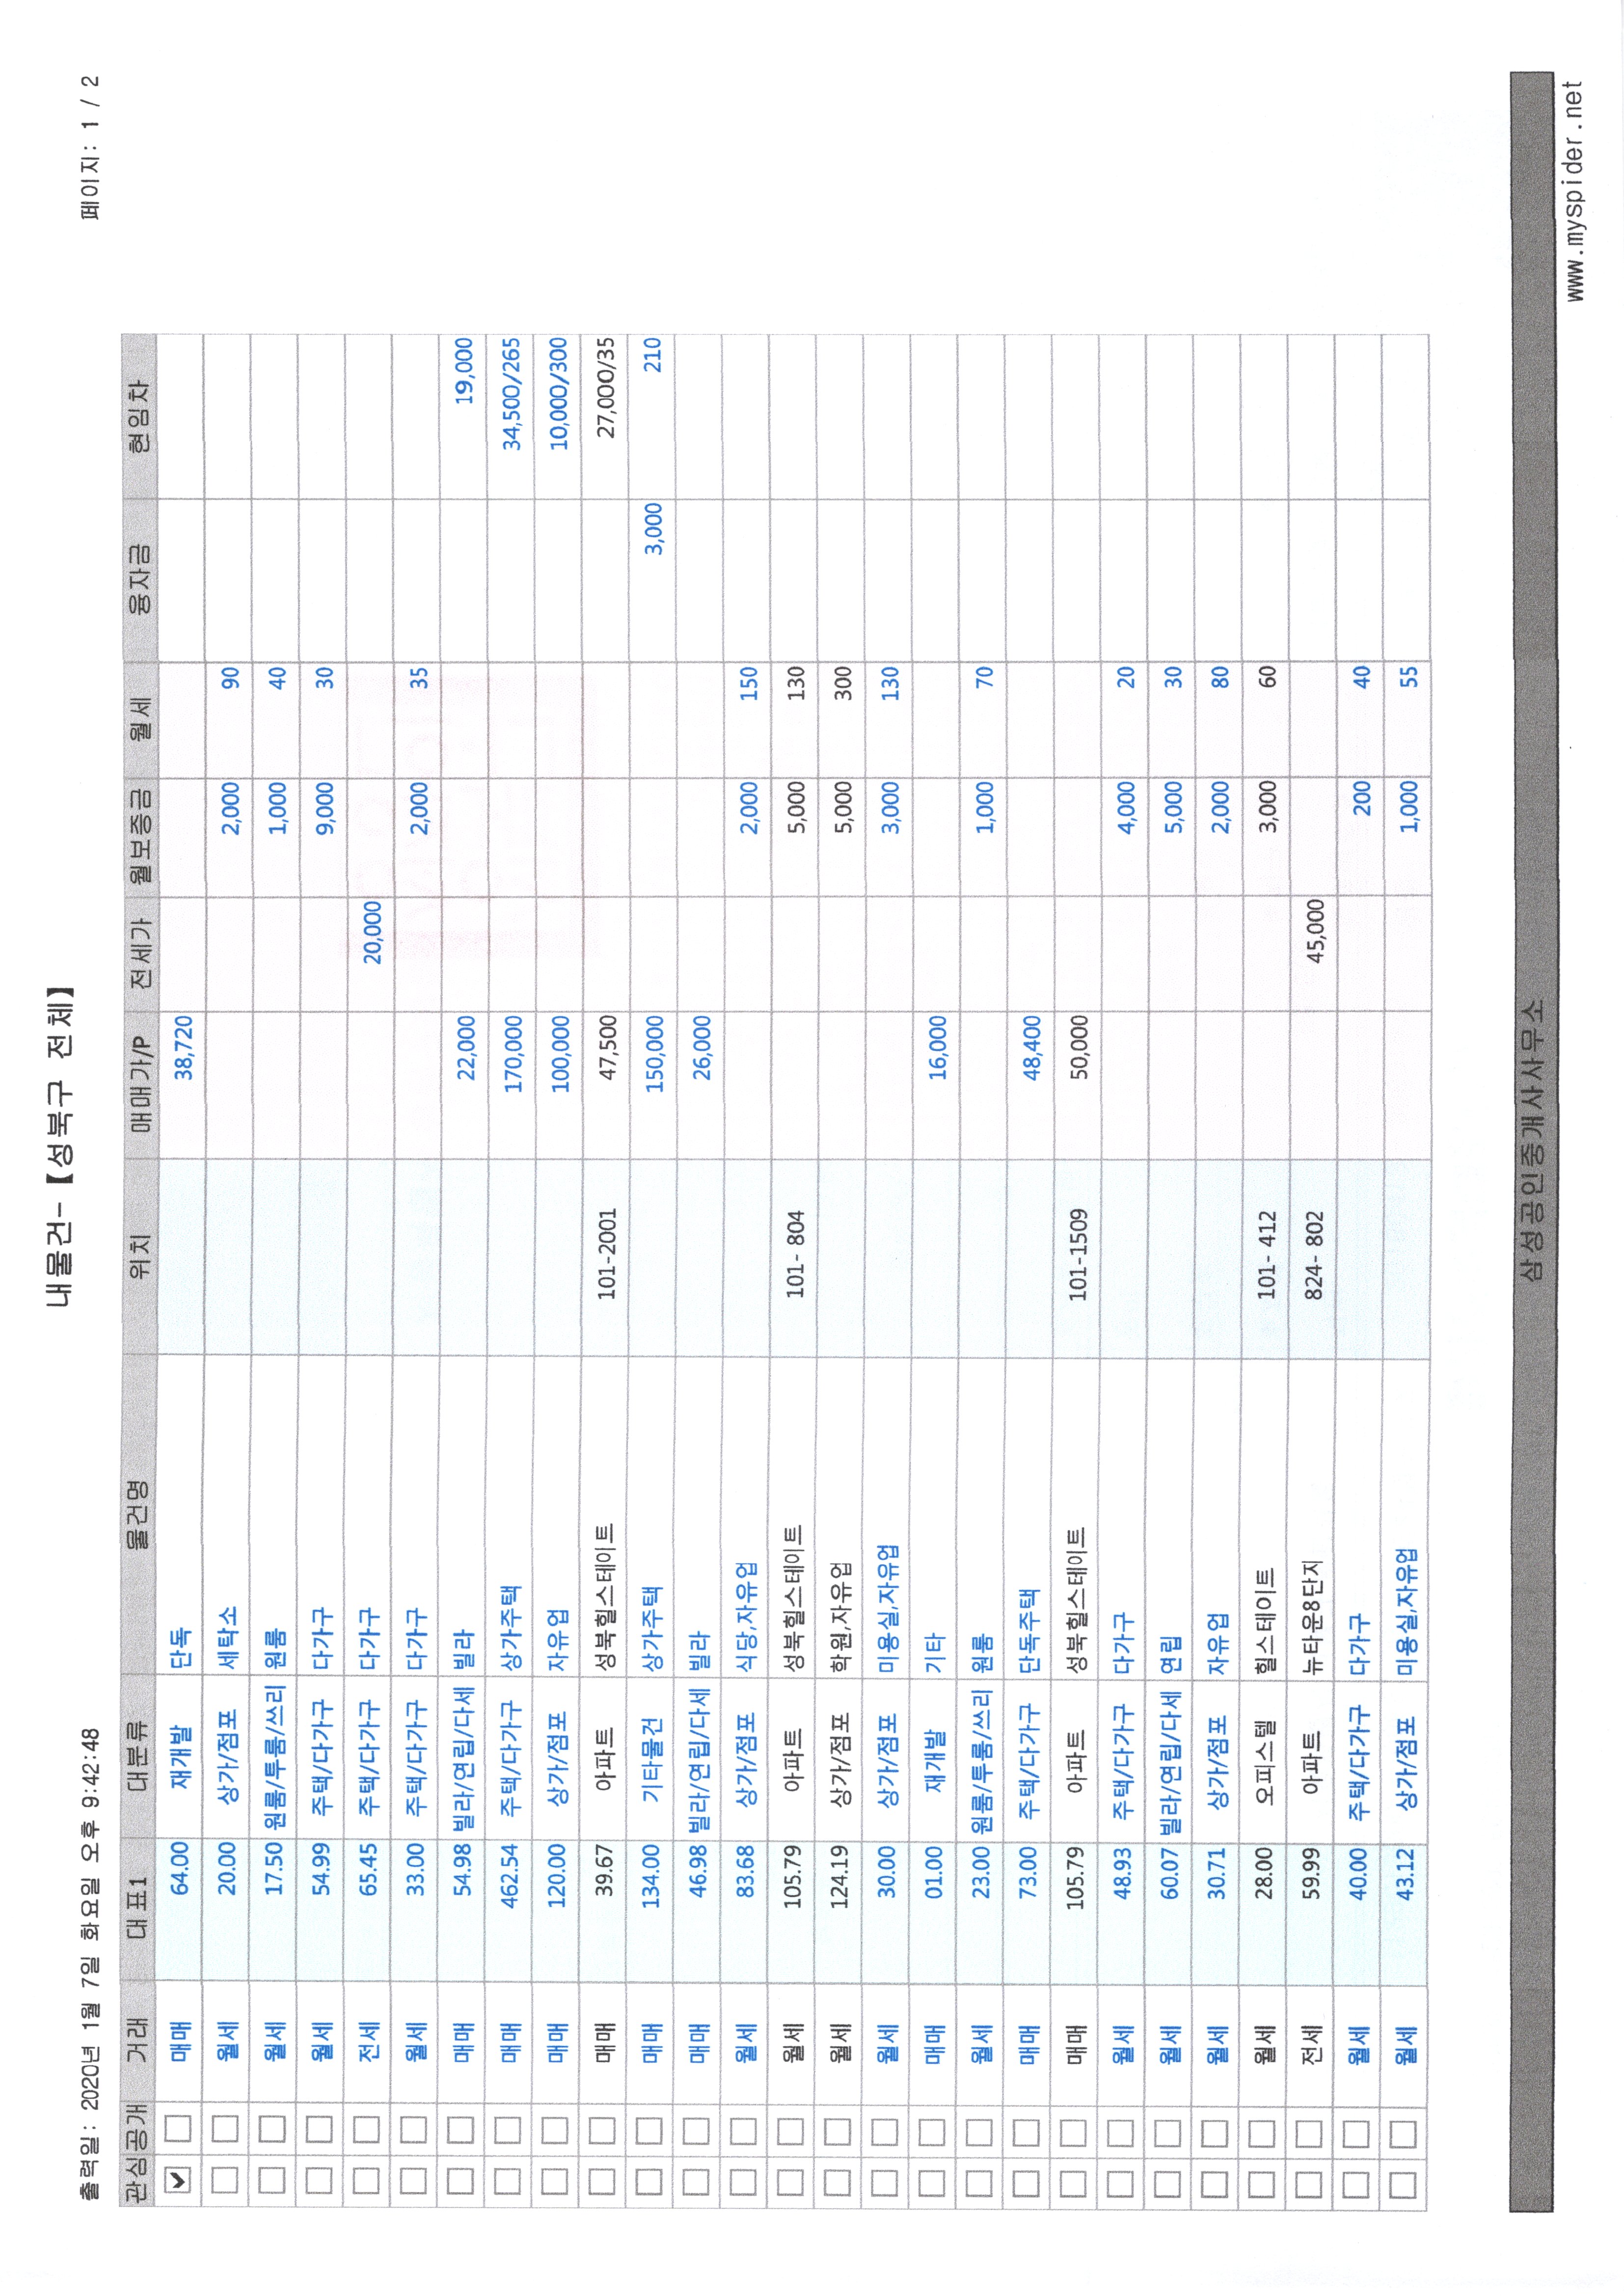 내물건-【성북구 전체】
출력일: 2020년 1월 7일 화요일 오후 9:42:48 페이지: 1 / 2
관심 공개 거래 대표1 대분류 물건명 위치 매매가/P 전세가 월보증금 월세 융자금 현임차
매매 64.00 재개발 단독 38,720
월세 20.00 상가/점포 세탁소 2,000 90
월세 17.50 원룸/투룸/쓰리 원룸 1,000 40
월세 54.99 주택/다가구 다가구 9,000 30
전세 65.45 주택/다가구 다가구 20,000
월세 33.00 주택/다가구 다가구 2,000 35
매매 54.98 빌라/연립/다세 빌라 22,000 19,000
매매 462.54 주택/다가구 상가주택 170,000 34,500/265
매매 120.00 상가/점포 자유업 100,000 10,000/300
매매 39.67 아파트 성북힐스테이트 101-2001 47,500 27,000/35
매매 134.00 기타물건 상가주택 150,000 3,000 210
매매 46.98 빌라/연립/다세 빌라 26,000
월세 83.68 상가/점포 식당,자유업 2,000 150
월세 105.79 아파트 성북힐스테이트 101- 804 5,000 130
월세 124.19 상가/점포 학원,자유업 5,000 300
월세 30.00 상가/점포 미용실,자유업 3,000 130
매매 01.00 재개발 기타 16,000
월세 23.00 원룸/투룸/쓰리 원룸 1,000 70
매매 73.00 주택/다가구 단독주택 48,400
매매 105.79 아파트 성북힐스테이트 101-1509 50,000
월세 48.93 주택/다가구 다가구 4,000 20
월세 60.07 빌라/연립/다세 연립 5,000 30
월세 30.71 상가/점포 자유업 2,000 80
월세 28.00 오피스텔 힐스테이트 101- 412 3,000 60
전세 59.99 아파트 뉴타운8단지 824- 802 45,000
월세 40.00 주택/다가구 다가구 200 40
월세 43.12 상가/점포 미용실,자유업 1,000 55
삼성공인중개사사무소
www.myspider.net